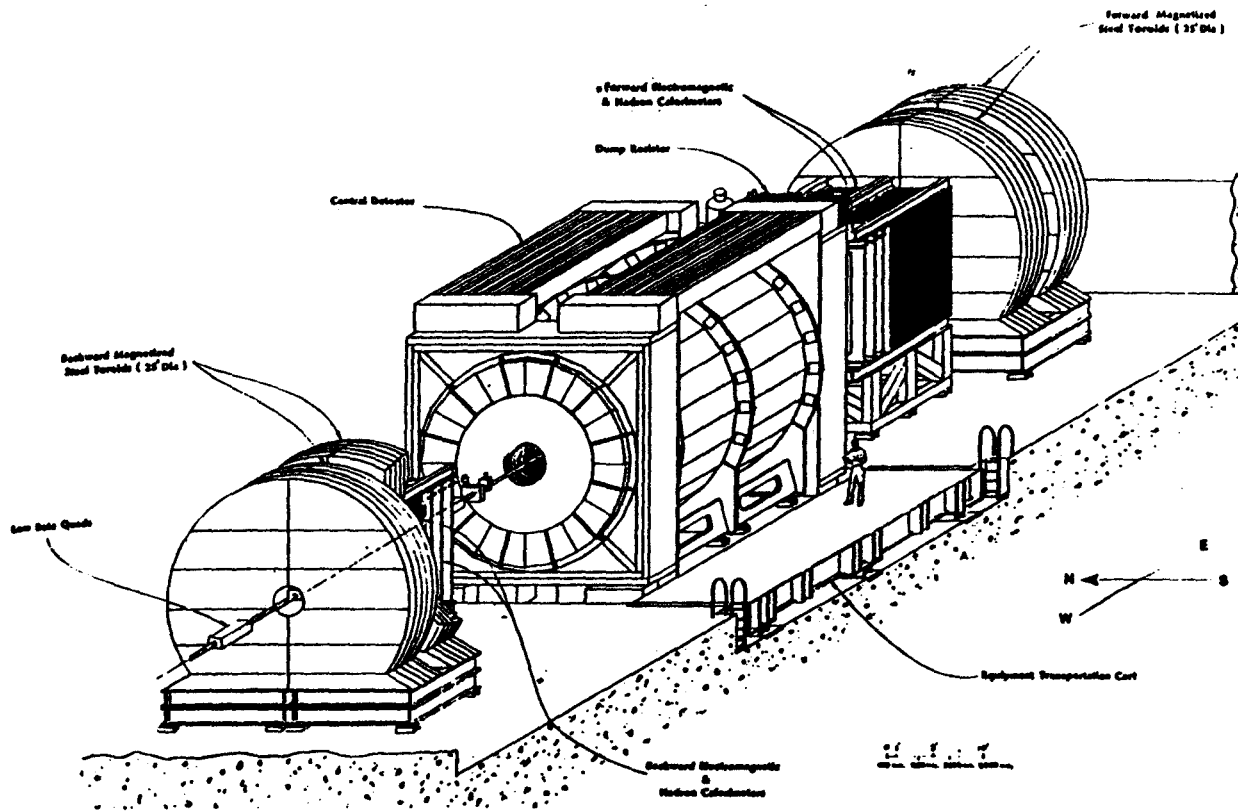 Forward Magnetized
Steel Toroids ( 25' Dia )
Forward Electromagnetic
& Hadron Calorimeters
Dump Resistor
Central Detector
Backward Magnetized
Steel Toroids ( 25' Dia )
Low Beta Quads
E
N
S
W
Equipment Transportation Cart
Backward Electromagnetic
&
Hadron Calorimeters